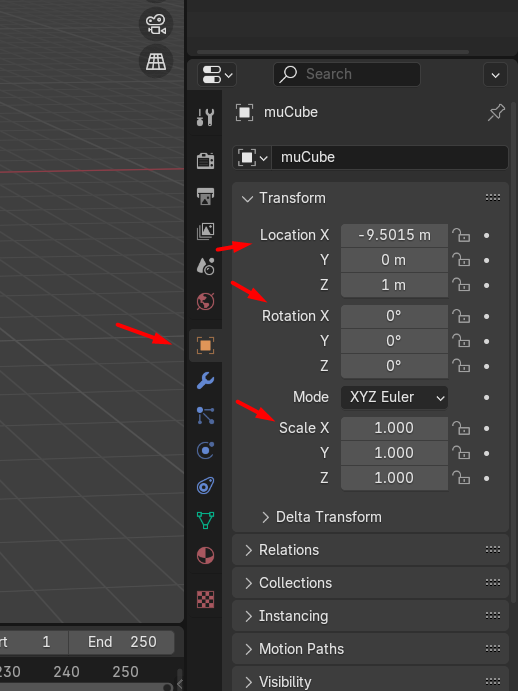 Search
muCube
muCube
Transform
Location X -9.5015 m
Y 0 m
Z 1 m
Rotation X 0°
Y 0°
Z 0°
Mode XYZ Euler
Scale X 1.000
Y 1.000
Z 1.000
Delta Transform
Relations
Collections
Instancing
Motion Paths
Visibility
rt 1 End 250
230 240 250